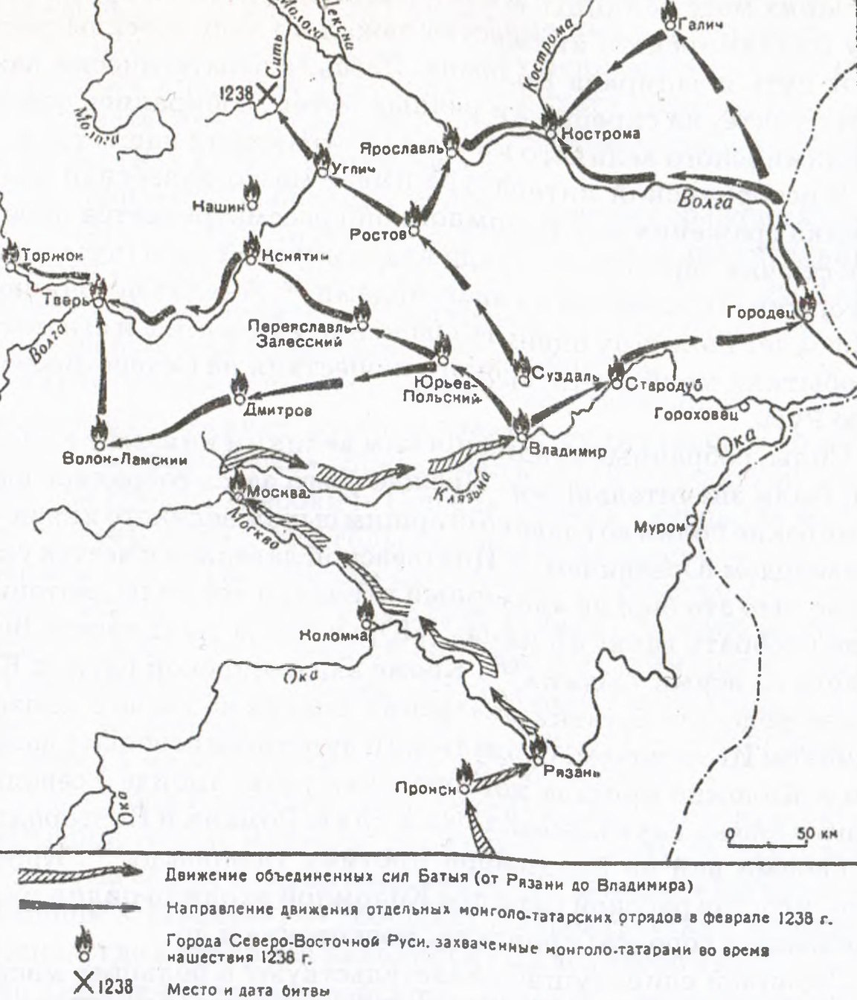 Молога
Шексна
Сить
Кострома
Галич
1238
Молога
Ярославль
Кострома
Углич
Волга
Кашин
Ростов
Торжок
Кснятин
Тверь
Городец
Переяславль-
Залесский
Волга
Суздаль
Стародуб
Юрьев-
Польский
Дмитров
Гороховец
Ока
Волок-Ламский
Владимир
Клязьма
Москва
Москва
Муром
Коломна
Ока
Рязань
Пронск
Ока
0 50 км
Движение объединенных сил Батыя (от Рязани до Владимира)
Направление движения отдельных монголо-татарских отрядов в феврале 1238 г.
Города Северо-Восточной Руси, захваченные монголо-татарами во время
нашествия 1238 г.
1238 Место и дата битвы